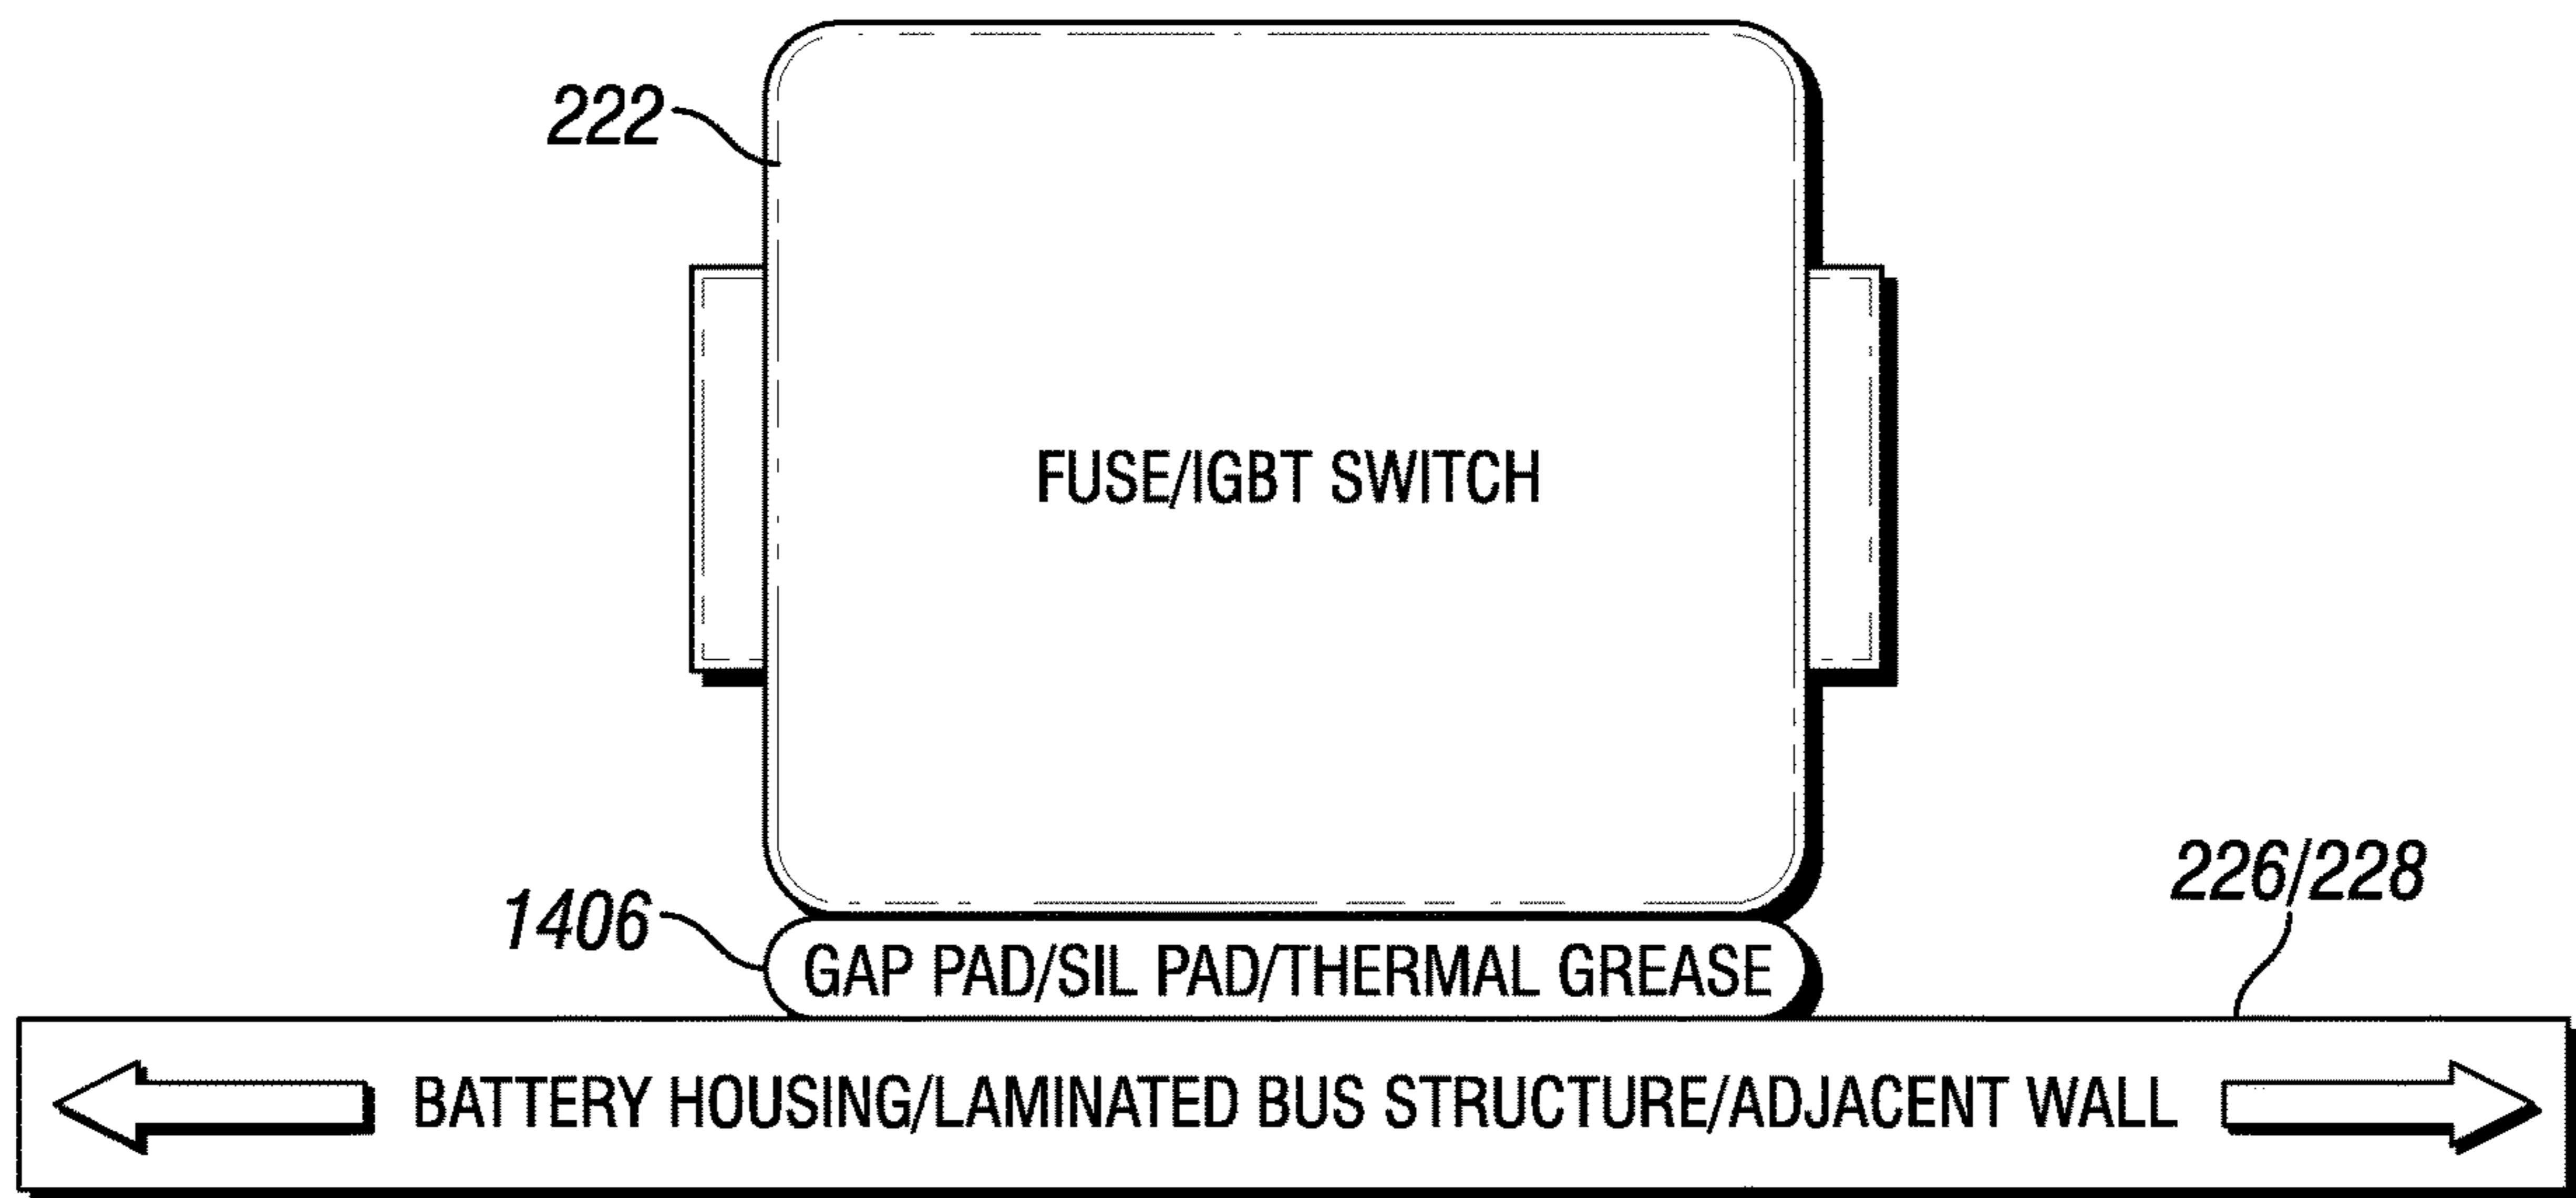 222
FUSE/IGBT SWITCH
226/228
1406
GAP PAD/SIL PAD/THERMAL GREASE
BATTERY HOUSING/LAMINATED BUS STRUCTURE/ADJACENT WALL